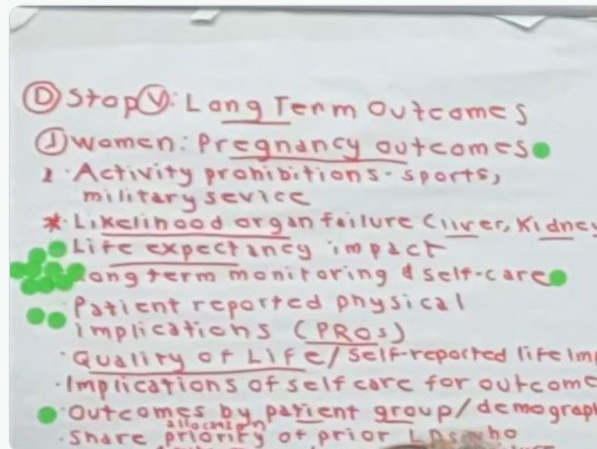 Ⓓ Stop Ⓥ: Long Term Outcomes
① women: Pregnancy outcomes
2 · Activity prohibitions - sports,
military sevice
* · Likelihood organ failure (liver, Kidney
· Life expectancy impact
Long term monitoring & self-care
· Patient reported physical
implications (PROs)
· Quality of Life / Self-reported life Im
· Implications of self care for outcome
· Outcomes by patient group / demograp
allocation
· Share priority of prior LDs who